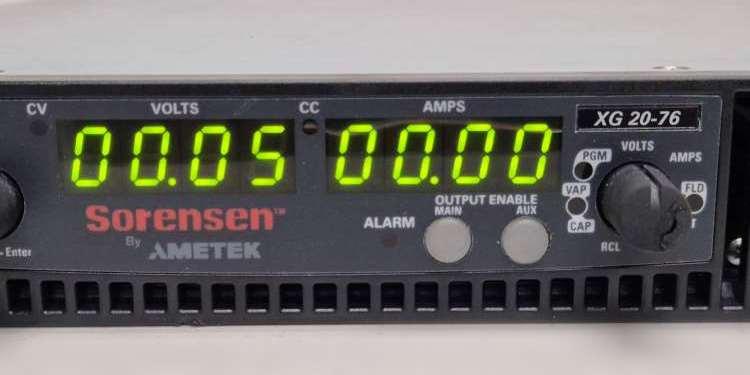 CV VOLTS CC AMPS
00.05 00.00
XG 20-76
VOLTS AMPS
PGM
VAP FLD
CAP
RCL T
Sorensen™
By AMETEK
ALARM
OUTPUT ENABLE
MAIN AUX
- Enter